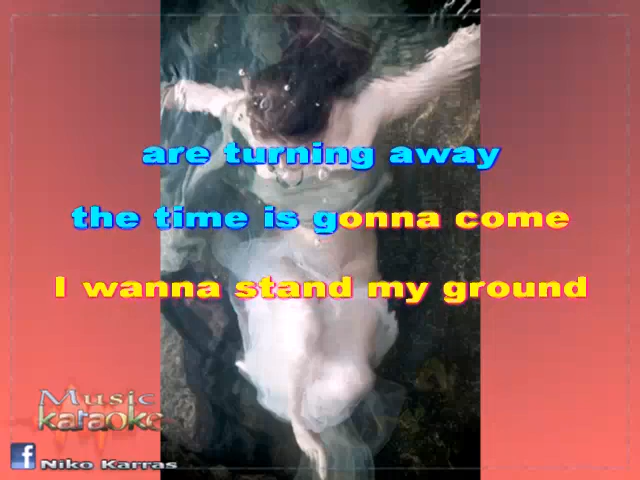 are turning away
the time is gonna come
I wanna stand my ground
Music
karaoke
f Niko Karras